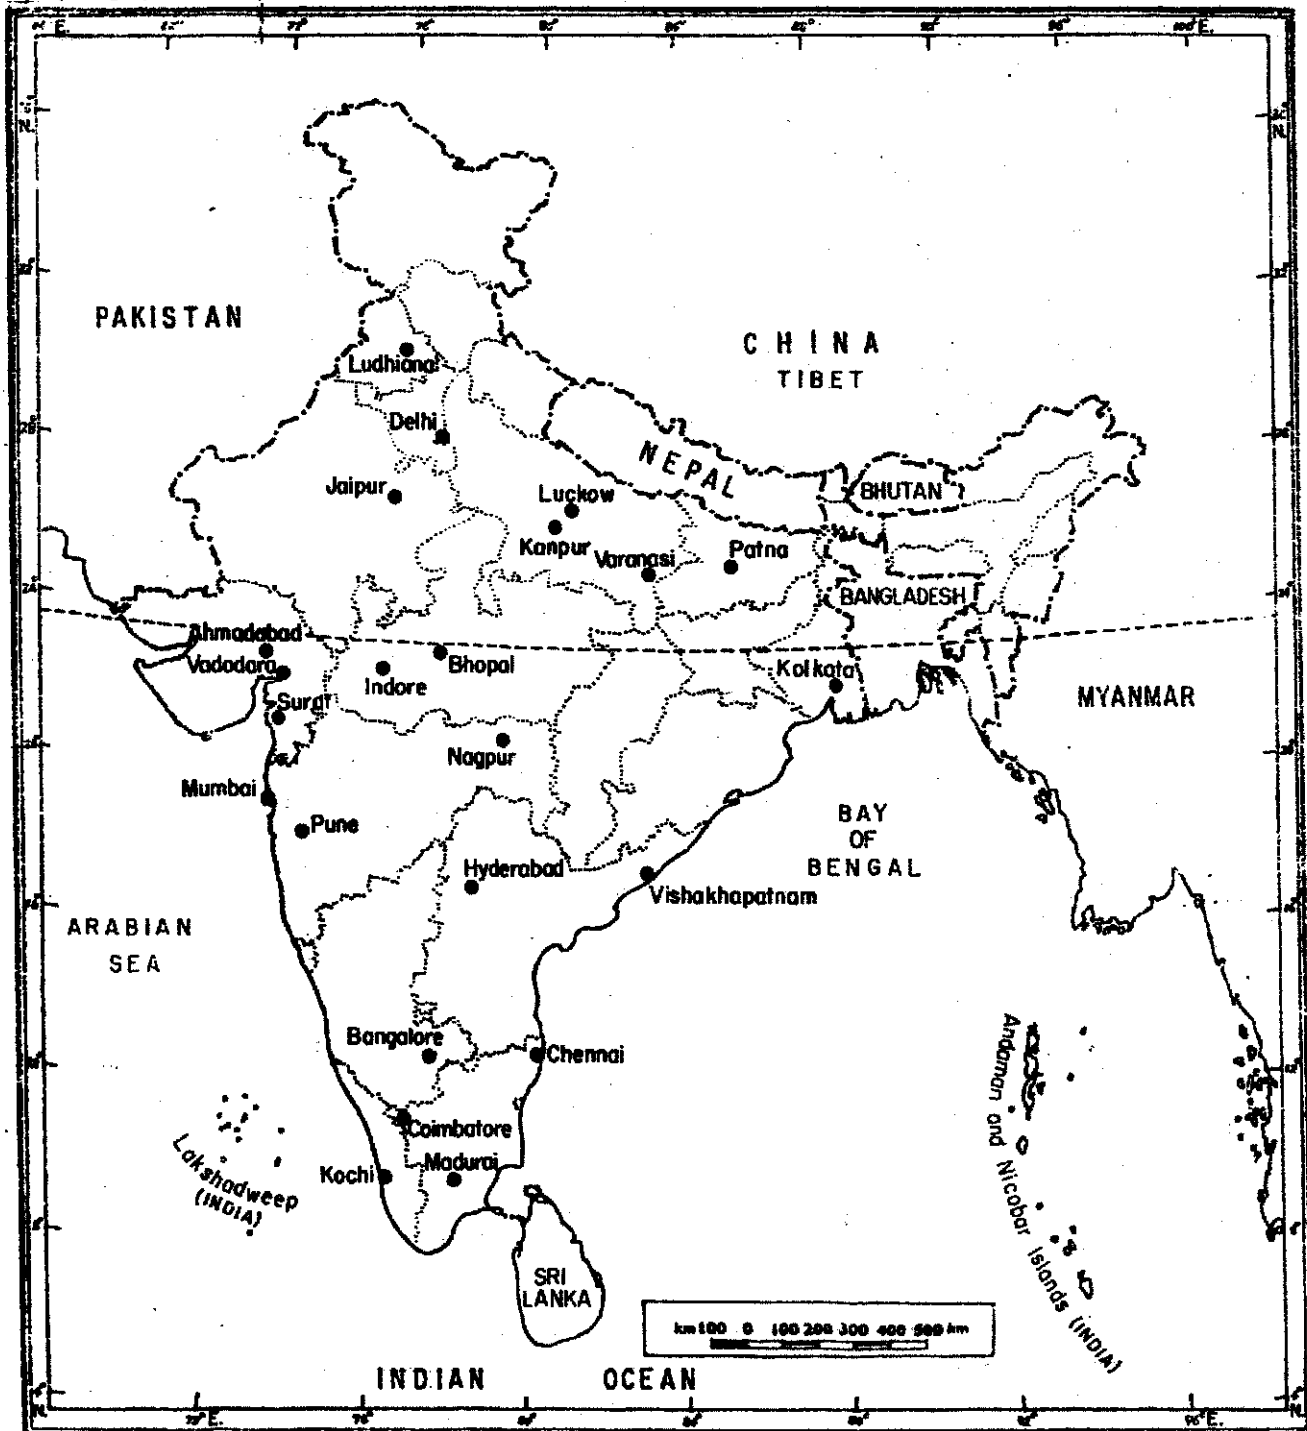 E.
E.
N.
N.
PAKISTAN
CHINA
TIBET
Ludhiana
Delhi
NEPAL
BHUTAN
Jaipur
Luckow
Kanpur
Varanasi
Patna
BANGLADESH
Ahmadabad
Vadodara
Bhopal
Indore
Kolkata
Surat
MYANMAR
Nagpur
Mumbai
Pune
BAY
OF
BENGAL
Hyderabad
Vishakhapatnam
ARABIAN
SEA
Bangalore
Chennai
Andaman and Nicobar Islands (INDIA)
Coimbatore
Lakshadweep
(INDIA)
Kochi
Madurai
SRI
LANKA
km 100 0 100 200 300 400 500 km
INDIAN OCEAN
N.
E.
E.
N.